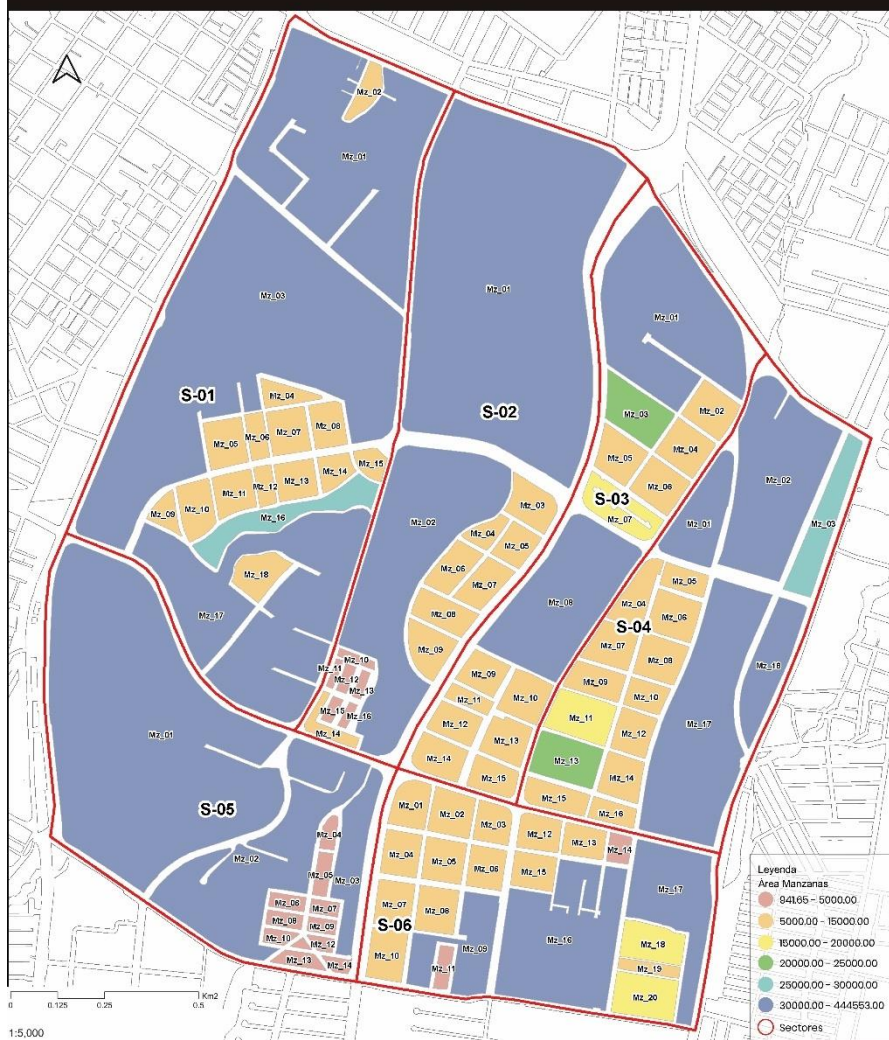 Mz_02
Mz_01
Mz_03
S-01
Mz_04
Mz_05
Mz_06
Mz_07
Mz_08
Mz_09
Mz_10
Mz_11
Mz_12
Mz_13
Mz_14
Mz_15
Mz_16
Mz_18
Mz_17
Mz_01
S-02
Mz_02
Mz_03
Mz_04
Mz_05
Mz_06
Mz_07
Mz_08
Mz_09
Mz_10
Mz_11
Mz_12
Mz_13
Mz_15
Mz_16
Mz_14
Mz_01
Mz_02
Mz_03
Mz_04
Mz_05
Mz_06
S-03
Mz_07
Mz_08
Mz_09
Mz_10
Mz_11
Mz_12
Mz_13
Mz_14
Mz_15
Mz_02
Mz_01
Mz_03
Mz_05
Mz_04
Mz_06
S-04
Mz_07
Mz_08
Mz_18
Mz_09
Mz_10
Mz_11
Mz_17
Mz_12
Mz_13
Mz_14
Mz_15
Mz_16
Mz_01
S-05
Mz_04
Mz_02
Mz_05
Mz_03
Mz_06
Mz_07
Mz_08
Mz_09
Mz_10
Mz_12
Mz_13
Mz_14
Mz_01
Mz_02
Mz_03
Mz_12
Mz_13
Mz_14
Mz_04
Mz_05
Mz_06
Mz_15
Mz_17
Mz_07
Mz_08
S-06
Mz_16
Mz_18
Mz_09
Mz_10
Mz_11
Mz_19
Mz_20
Leyenda
Area Manzanas
941.65 - 5000.00
5000.00 - 15000.00
15000.00 - 20000.00
20000.00 - 25000.00
25000.00 - 30000.00
30000.00 - 444553.00
Sectores
0 0.125 0.25 0.5 Km2
1:5,000